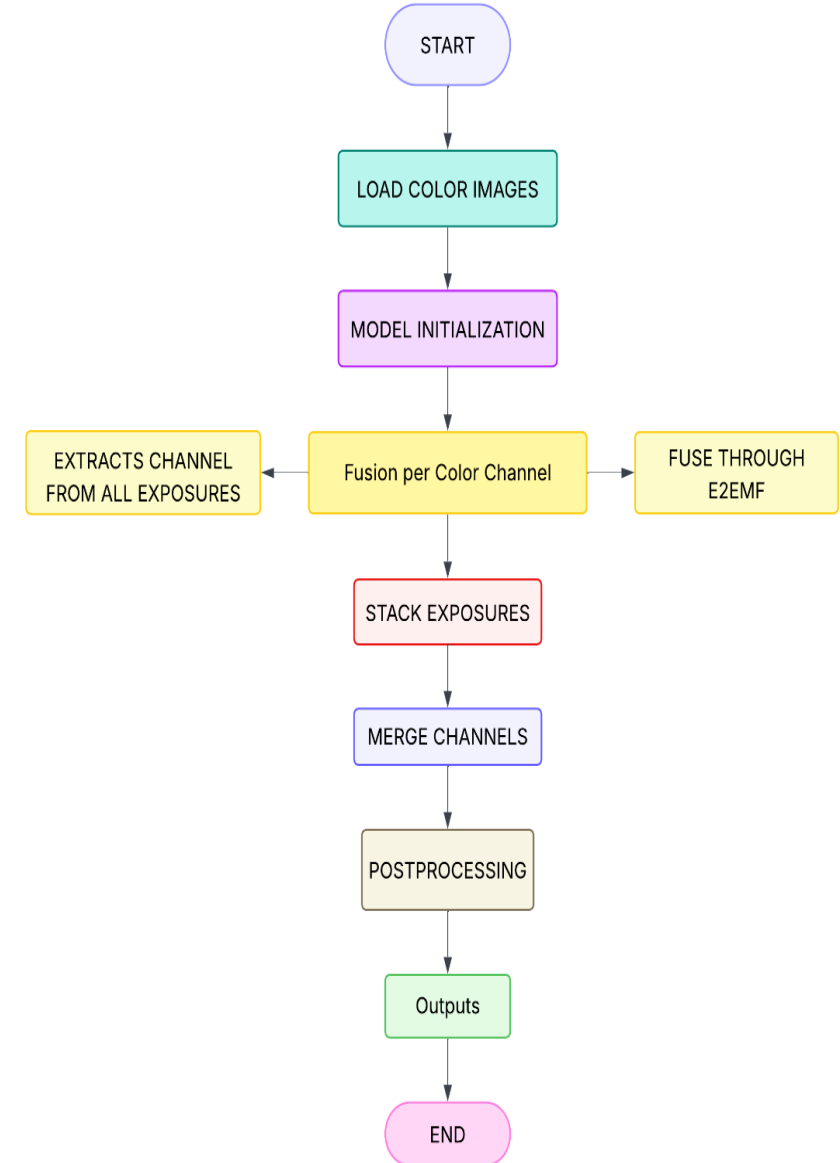 START
LOAD COLOR IMAGES
MODEL INITIALIZATION
EXTRACTS CHANNEL
FROM ALL EXPOSURES
Fusion per Color Channel
FUSE THROUGH
E2EMF
STACK EXPOSURES
MERGE CHANNELS
POSTPROCESSING
Outputs
END